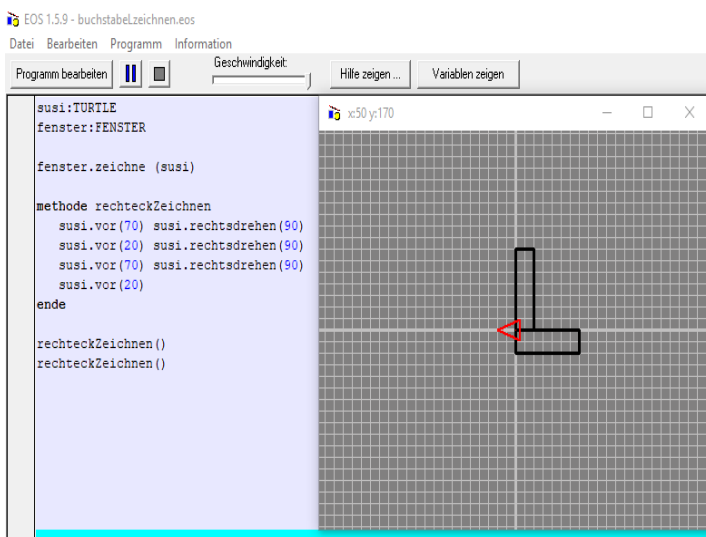 EOS 1.5.9 - buchstabeLzeichnen.eos
Datei Bearbeiten Programm Information
Programm bearbeiten Geschwindigkeit: Hilfe zeigen ... Variablen zeigen
susi:TURTLE
fenster:FENSTER
fenster.zeichne (susi)
methode rechteckZeichnen
susi.vor(70) susi.rechtsdrehen(90)
susi.vor(20) susi.rechtsdrehen(90)
susi.vor(70) susi.rechtsdrehen(90)
susi.vor(20)
ende
rechteckZeichnen()
rechteckZeichnen()
x:50 y:170